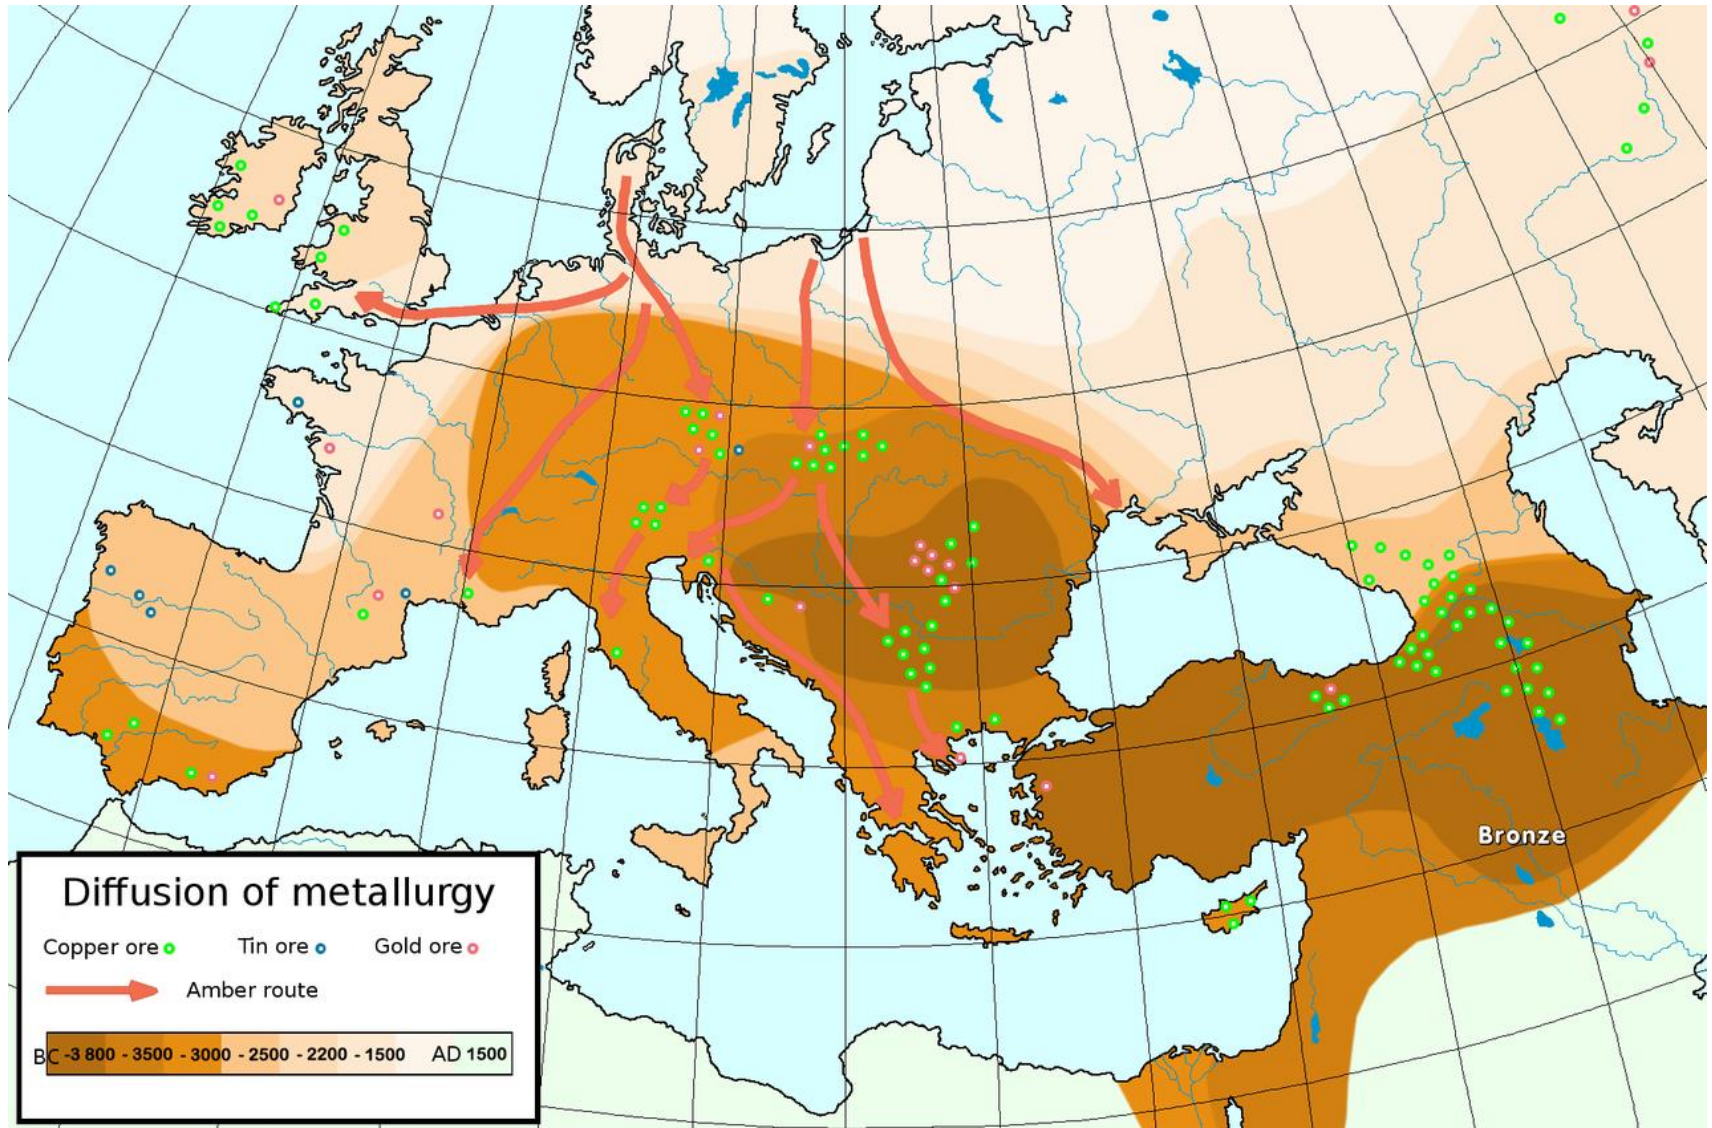 Bronze
Diffusion of metallurgy
Copper ore Tin ore Gold ore
Amber route
BC -3 800 - 3500 - 3000 - 2500 - 2200 - 1500 AD 1500